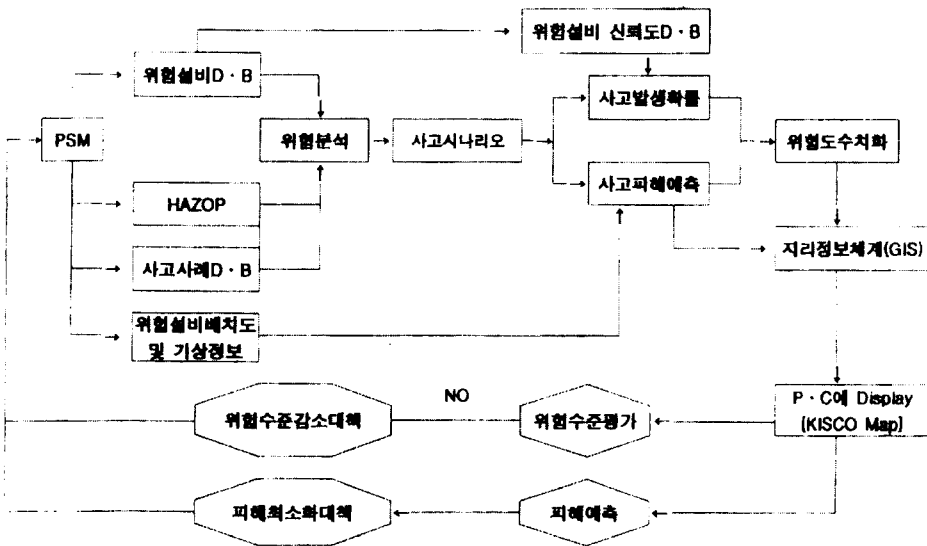 위험설비 신뢰도D·B
위험설비D·B
사고발생확률
PSM
위험분석
사고시나리오
위험도수치화
HAZOP
사고피해예측
사고사례D·B
지리정보체계(GIS)
위험설비배치도
및 기상정보
NO
P·C에 Display
[KISCO Map]
위험수준감소대책
위험수준평가
피해최소화대책
피해예측